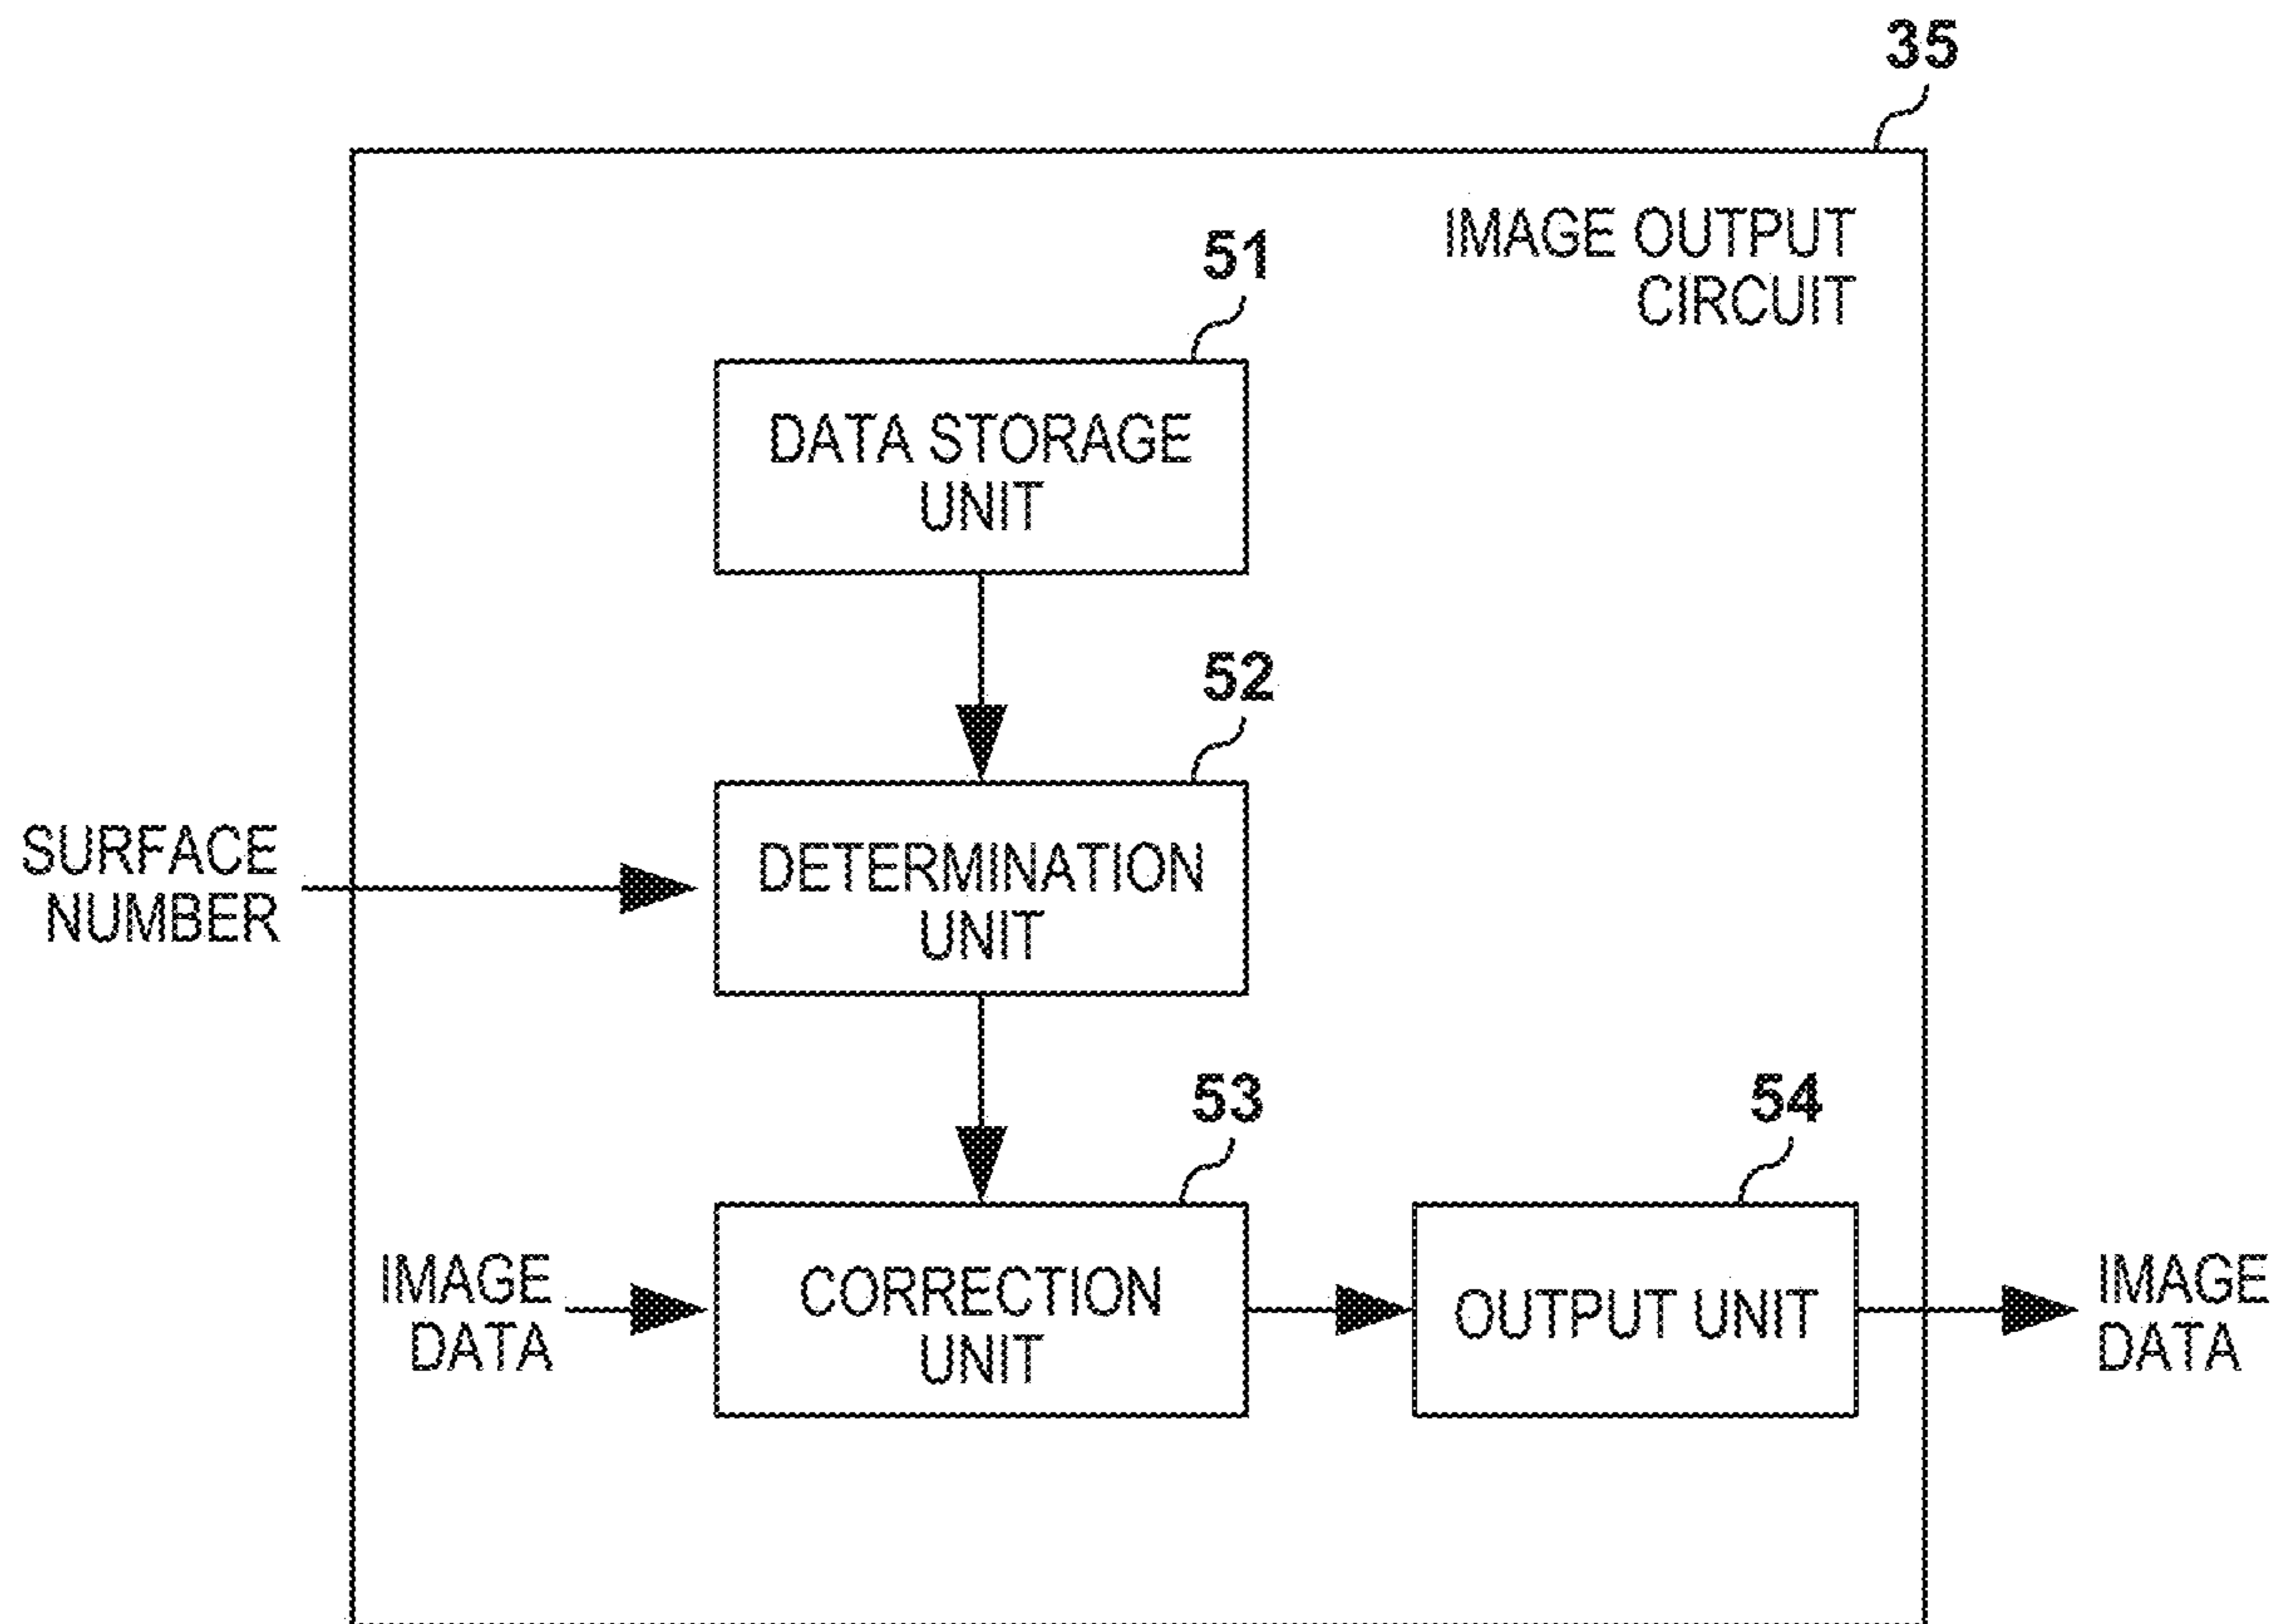 35
IMAGE OUTPUT
CIRCUIT
51
DATA STORAGE
UNIT
52
SURFACE
NUMBER
DETERMINATION
UNIT
53
54
IMAGE
DATA
CORRECTION
UNIT
OUTPUT UNIT
IMAGE
DATA